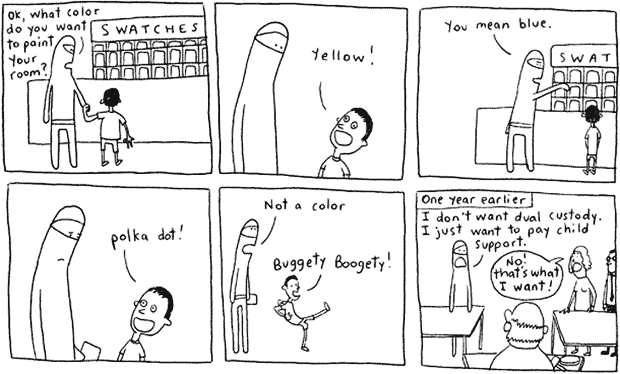 Ok, what color
do you want
to paint
your
room?
SWATCHES
Yellow!
You mean blue.
SWAT
polka dot!
Not a color
Buggety Boogety!
One year earlier
I don't want dual custody.
I just want to pay child
support.
No!
that's what
I want!